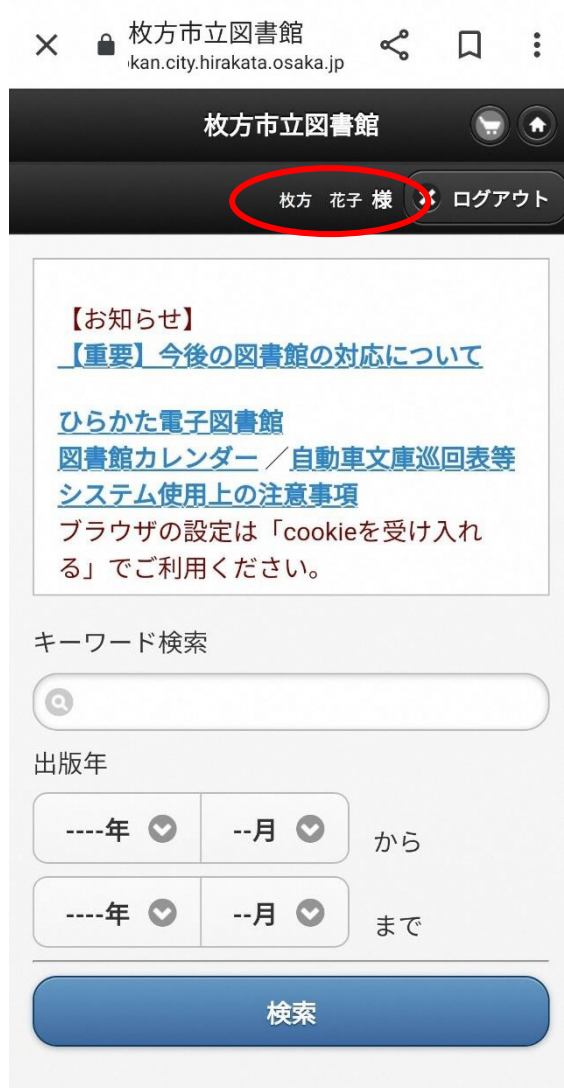 枚方市立図書館
kan.city.hirakata.osaka.jp
枚方市立図書館
枚方 花子 様 ログアウト
【お知らせ】
【重要】今後の図書館の対応について
ひらかた電子図書館
図書館カレンダー ／自動車文庫巡回表等
システム使用上の注意事項
ブラウザの設定は「cookieを受け入れ
る」でご利用ください。
キーワード検索
出版年
----年 --月 から
----年 --月 まで
検索